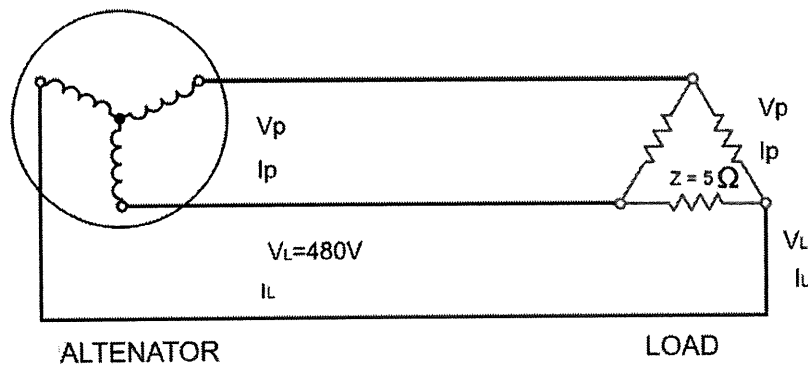 Vp
Ip
Vp
Ip
Z = 5 Ω
VL=480V
IL
VL
IL
ALTENATOR
LOAD